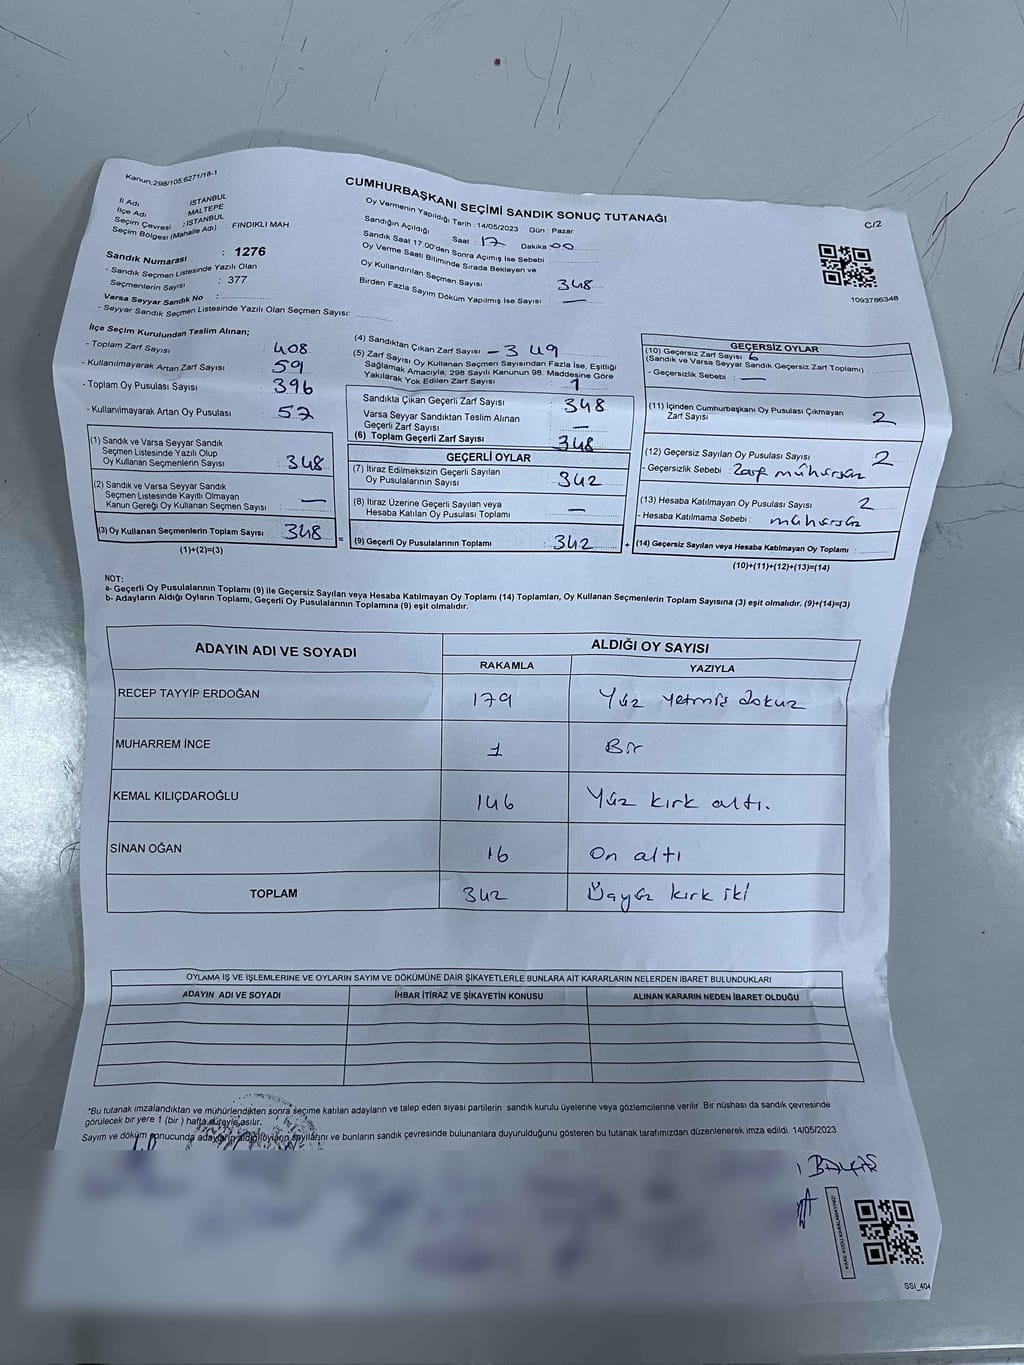 Kanun:298/105;6271/18-1
CUMHURBAŞKANI SEÇİMİ SANDIK SONUÇ TUTANAĞI
C/2
İl Adı : İSTANBUL
İlçe Adı : MALTEPE
Seçim Çevresi : İSTANBUL
Seçim Bölgesi (Mahalle Adı) : FINDIKLI MAH.
Sandık Numarası : 1276
- Sandık Seçmen Listesinde Yazılı Olan
Seçmenlerin Sayısı : 377
Varsa Seyyar Sandık No :
- Seyyar Sandık Seçmen Listesinde Yazılı Olan Seçmen Sayısı:
Oy Vermenin Yapıldığı Tarih : 14/05/2023 Gün : Pazar
Sandığın Açıldığı Saat : 17 Dakika 00
Sandık Saat 17:00'den Sonra Açılmış İse Sebebi
Oy Verme Saati Bitiminde Sırada Bekleyen ve
Oy Kullandırılan Seçmen Sayısı 348
Birden Fazla Sayım Döküm Yapılmış İse Sayısı : —
1093786348
İlçe Seçim Kurulundan Teslim Alınan;
- Toplam Zarf Sayısı : 408
- Kullanılmayarak Artan Zarf Sayısı : 59
- Toplam Oy Pusulası Sayısı : 396
- Kullanılmayarak Artan Oy Pusulası : 52
(1) Sandık ve Varsa Seyyar Sandık
Seçmen Listesinde Yazılı Olup
Oy Kullanan Seçmenlerin Sayısı : 348
(2) Sandık ve Varsa Seyyar Sandık
Seçmen Listesinde Kayıtlı Olmayan
Kanun Gereği Oy Kullanan Seçmen Sayısı : —
(3) Oy Kullanan Seçmenlerin Toplam Sayısı : 348
(1)+(2)=(3)
(4) Sandıktan Çıkan Zarf Sayısı - 349
(5) Zarf Sayısı Oy Kullanan Seçmen Sayısından Fazla İse, Eşitliği
Sağlamak Amacıyla, 298 Sayılı Kanunun 98. Maddesine Göre
Yakılarak Yok Edilen Zarf Sayısı : 1
Sandıkta Çıkan Geçerli Zarf Sayısı : 348
Varsa Seyyar Sandıktan Teslim Alınan
Geçerli Zarf Sayısı : —
(6) Toplam Geçerli Zarf Sayısı 348
GEÇERLİ OYLAR
(7) İtiraz Edilmeksizin Geçerli Sayılan
Oy Pusulalarının Sayısı : 342
(8) İtiraz Üzerine Geçerli Sayılan veya
Hesaba Katılan Oy Pusulası Toplamı : —
=
(9) Geçerli Oy Pusulalarının Toplamı : 342
+
GEÇERSİZ OYLAR
(10) Geçersiz Zarf Sayısı 6
(Sandık ve Varsa Seyyar Sandık Geçersiz Zarf Toplamı)
- Geçersizlik Sebebi : —
(11) İçinden Cumhurbaşkanı Oy Pusulası Çıkmayan
Zarf Sayısı 2
(12) Geçersiz Sayılan Oy Pusulası Sayısı 2
- Geçersizlik Sebebi : Zarf mühürsüz
(13) Hesaba Katılmayan Oy Pusulası Sayısı 2
- Hesaba Katılmama Sebebi : mühürsüz
(14) Geçersiz Sayılan veya Hesaba Katılmayan Oy Toplamı :
(10)+(11)+(12)+(13)=(14)
NOT:
a- Geçerli Oy Pusulalarının Toplamı (9) ile Geçersiz Sayılan veya Hesaba Katılmayan Oy Toplamı (14) Toplamları, Oy Kullanan Seçmenlerin Toplam Sayısına (3) eşit olmalıdır. (9)+(14)=(3)
b- Adayların Aldığı Oyların Toplamı, Geçerli Oy Pusulalarının Toplamına (9) eşit olmalıdır.
ADAYIN ADI VE SOYADI ALDIĞI OY SAYISI
RAKAMLA YAZIYLA
RECEP TAYYİP ERDOĞAN 179 Yüz yetmiş dokuz
MUHARREM İNCE 1 Bir
KEMAL KILIÇDAROĞLU 146 Yüz kırk altı.
SİNAN OĞAN 16 On altı
TOPLAM 342 Üçyüz kırk iki
OYLAMA İŞ VE İŞLEMLERİNE VE OYLARIN SAYIM VE DÖKÜMÜNE DAİR ŞİKAYETLERLE BUNLARA AİT KARARLARIN NELERDEN İBARET BULUNDUKLARI
ADAYIN ADI VE SOYADI İHBAR İTİRAZ VE ŞİKAYETİN KONUSU ALINAN KARARIN NEDEN İBARET OLDUĞU
*Bu tutanak imzalandıktan ve mühürlendikten sonra seçime katılan adayların ve talep eden siyasi partilerin sandık kurulu üyelerine veya gözlemcilerine verilir. Bir nüshası da sandık çevresinde
görülecek bir yere 1 (bir) hafta süreyle asılır.
Sayım ve döküm sonucunda adayların aldığı oyların sayılarını ve bunların sandık çevresinde bulunanlara duyurulduğunu gösteren bu tutanak tarafımızdan düzenlenerek imza edildi. 14/05/2023
KARE KODU KARALAMAYINIZ!
SSI_404